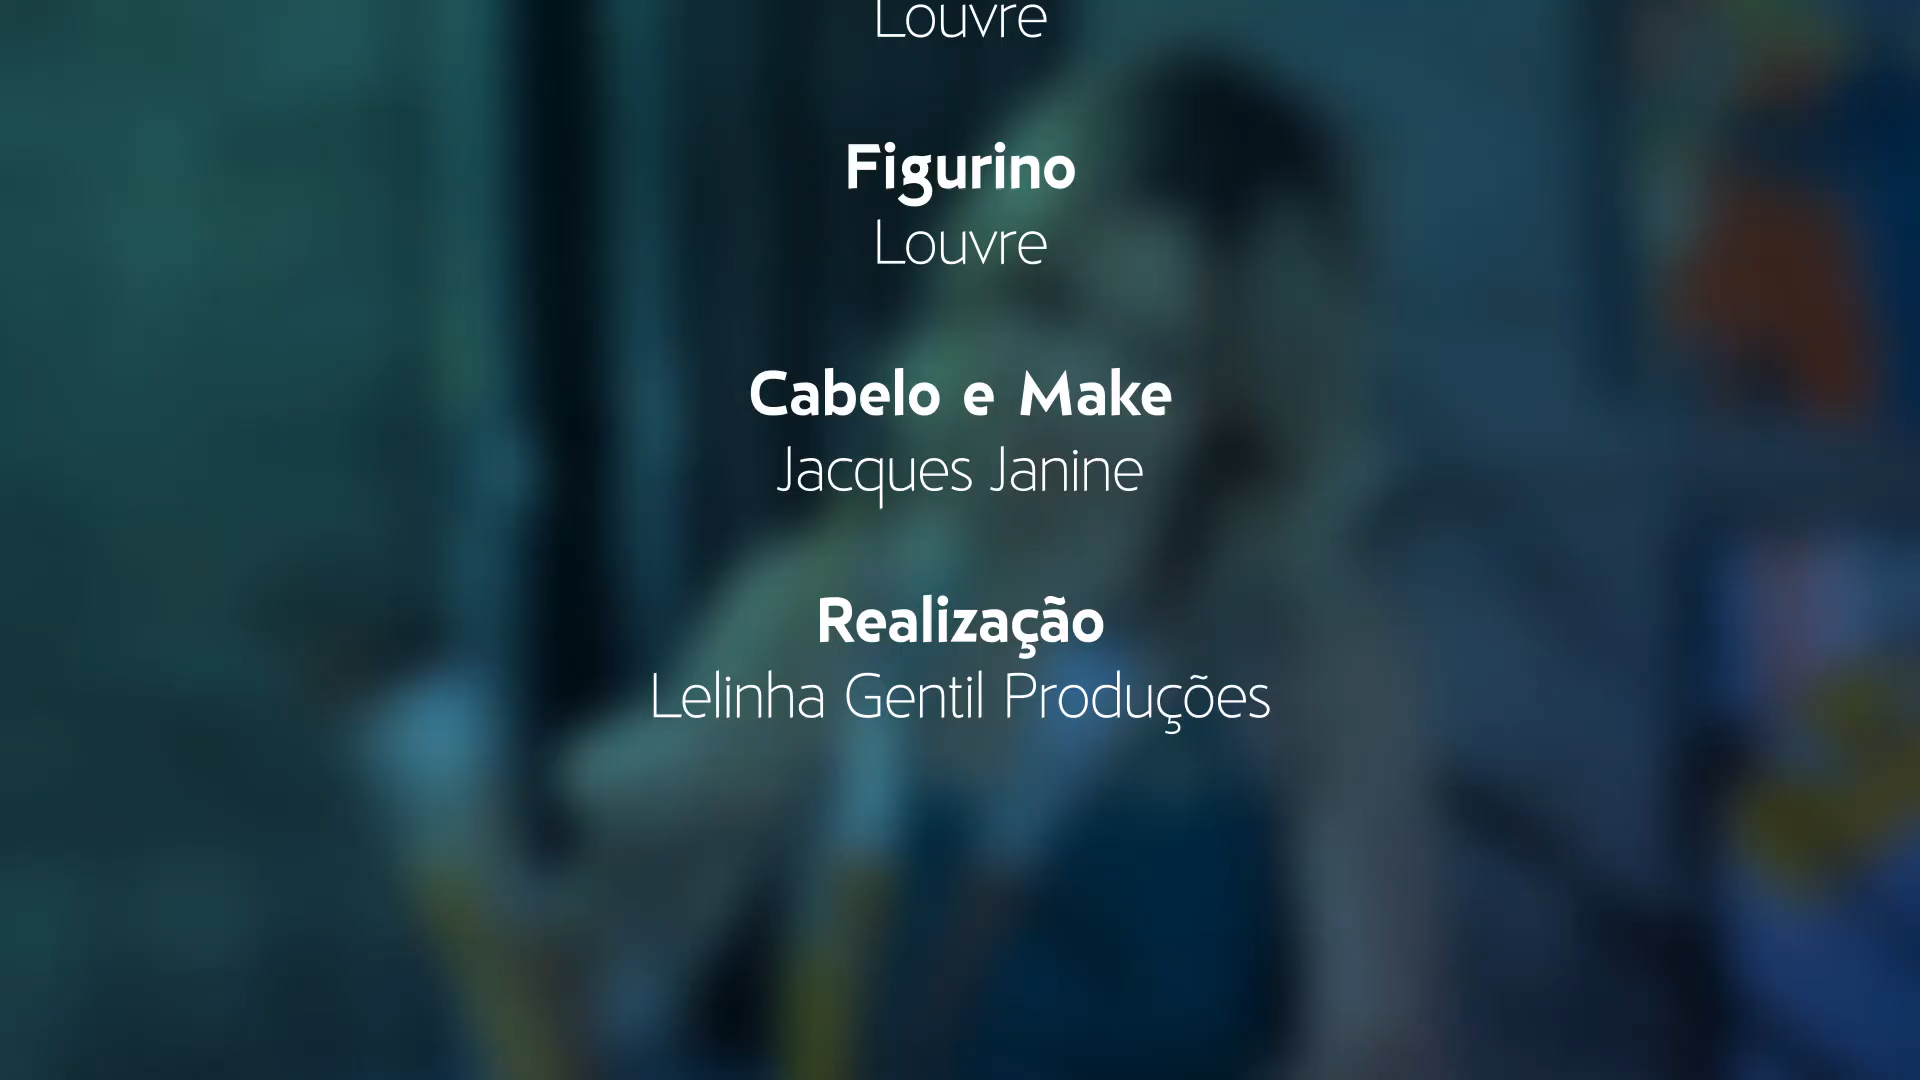 Louvre
Figurino
Louvre
Cabelo e Make
Jacques Janine
Realização
Lelinha Gentil Produções